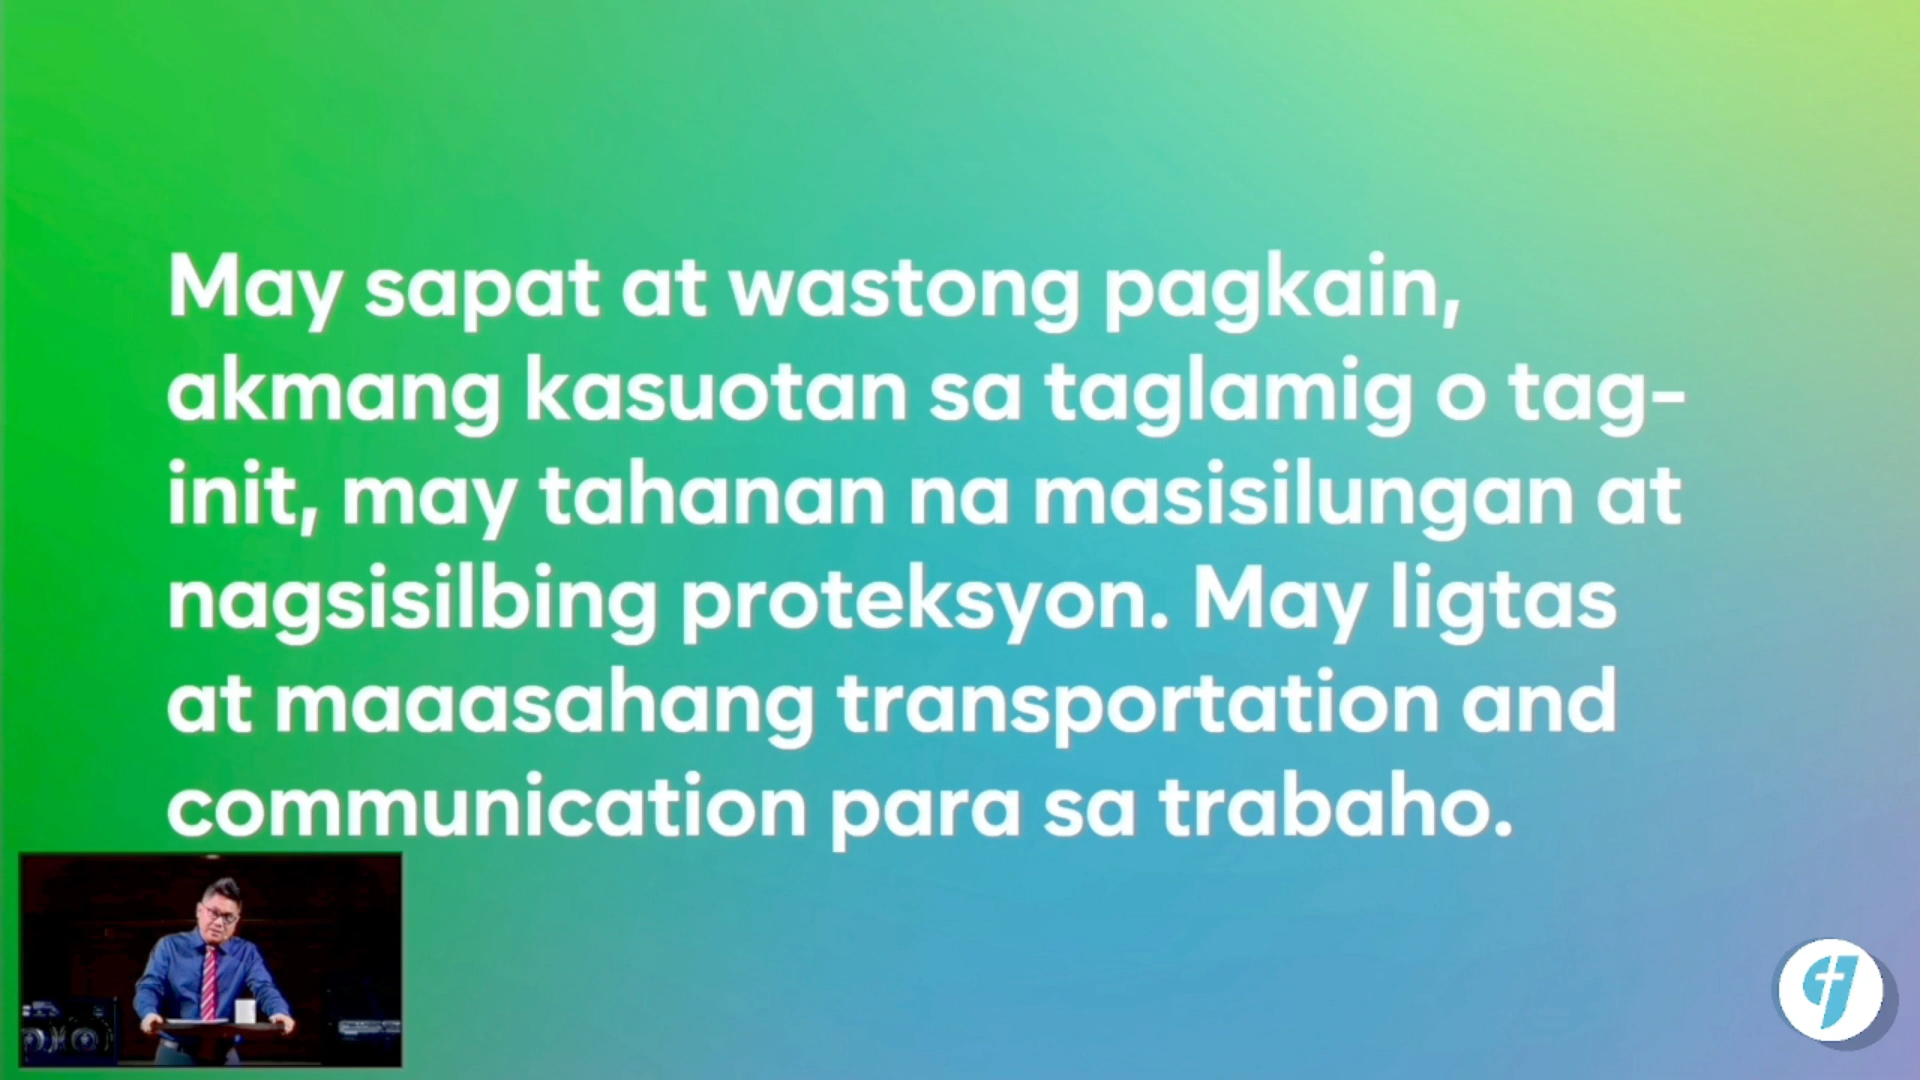 May sapat at wastong pagkain,
akmang kasuotan sa taglamig o tag-
init, may tahanan na masisilungan at
nagsisilbing proteksyon. May ligtas
at maaasahang transportation and
communication para sa trabaho.